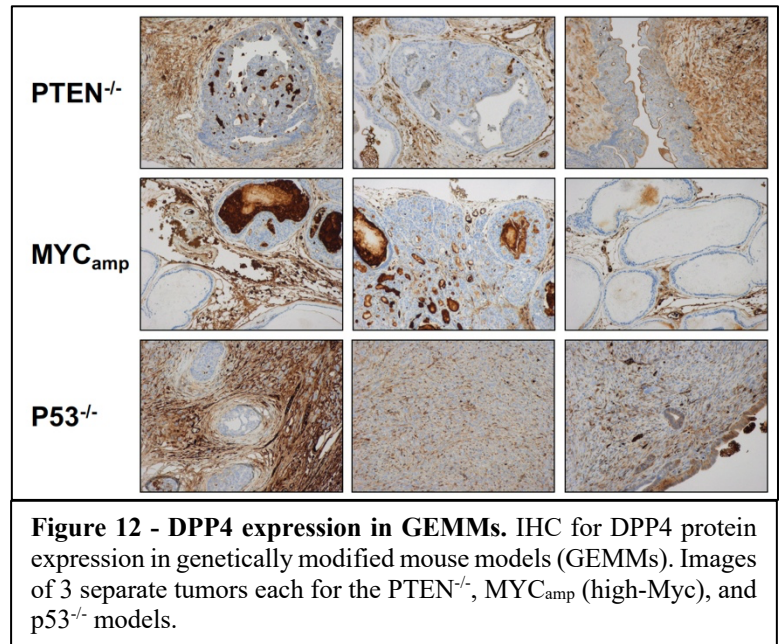 PTEN-/-
MYCamp
P53-/-
Figure 12 - DPP4 expression in GEMMs. IHC for DPP4 protein
expression in genetically modified mouse models (GEMMs). Images
of 3 separate tumors each for the PTEN-/-, MYCamp (high-Myc), and
p53-/- models.